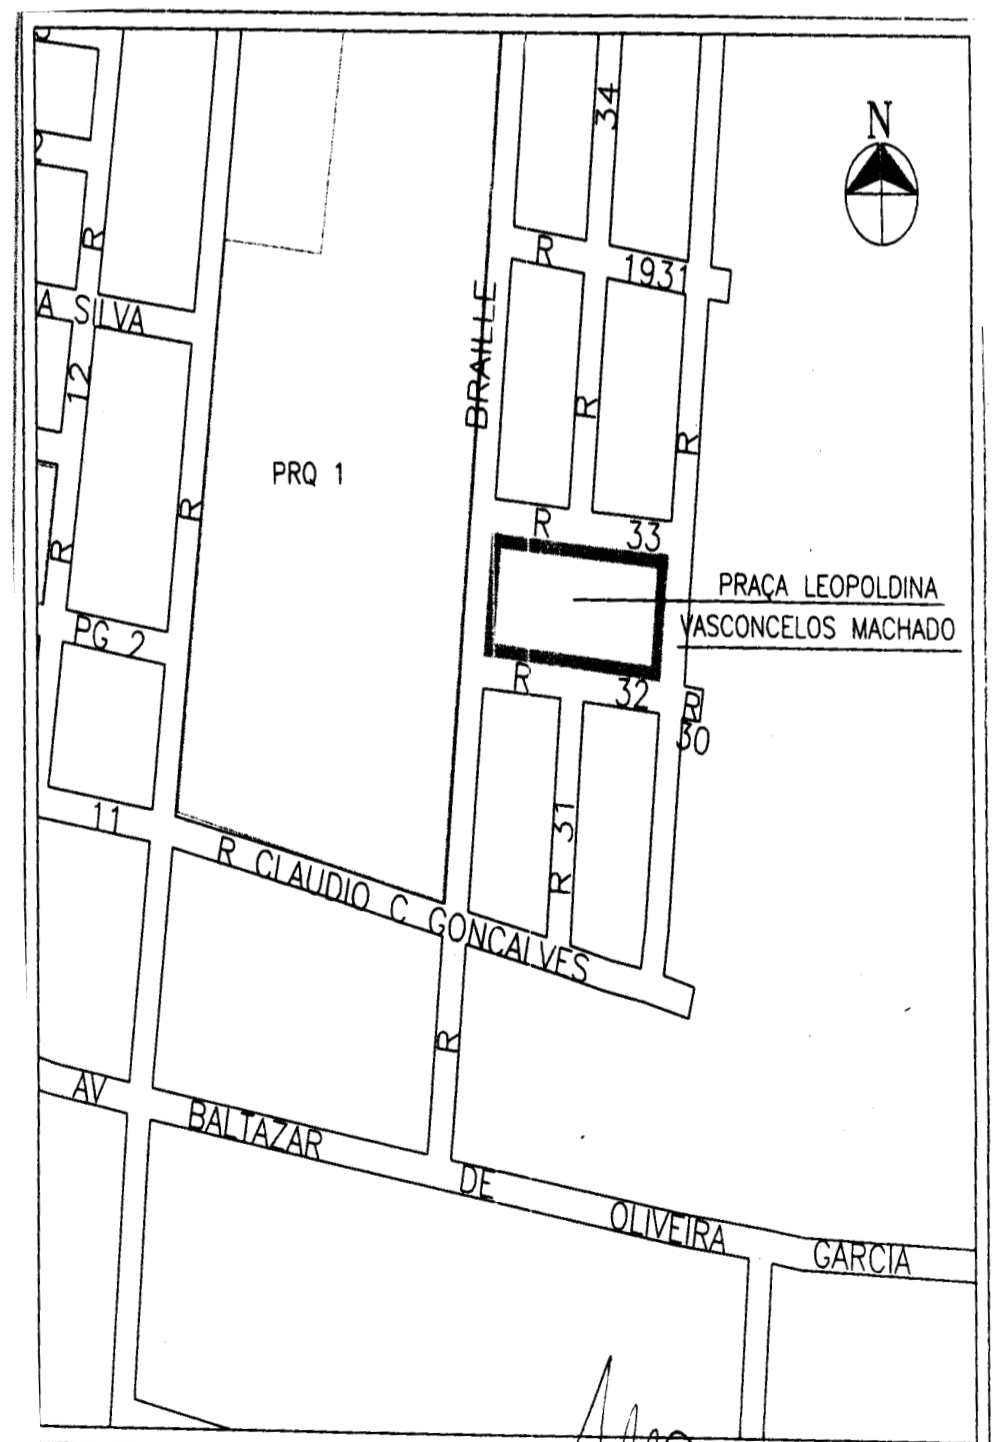 N
34
R
1931
R
A SILVA
BRAILLE
12
R
R
PRQ 1
R
R
33
R
PRAÇA LEOPOLDINA
VASCONCELOS MACHADO
PG 2
R
32
R
30
11
R 31
R CLAUDIO C GONCALVES
R
AV BALTAZAR DE OLIVEIRA GARCIA